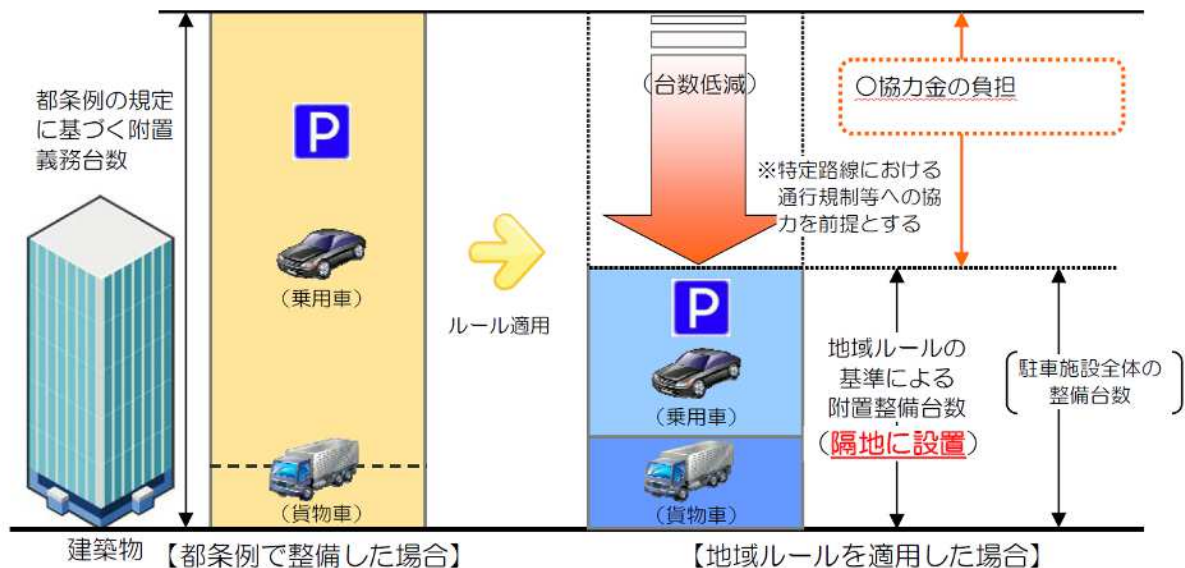 都条例の規定
に基づく附置
義務台数
P
(乗用車)
(貨物車)
建築物
【都条例で整備した場合】
ルール適用
(台数低減)
※特定路線における
通行規制等への協
力を前提とする
〇協力金の負担
P
(乗用車)
(貨物車)
地域ルールの
基準による
附置整備台数
(隔地に設置)
駐車施設全体の
整備台数
【地域ルールを適用した場合】